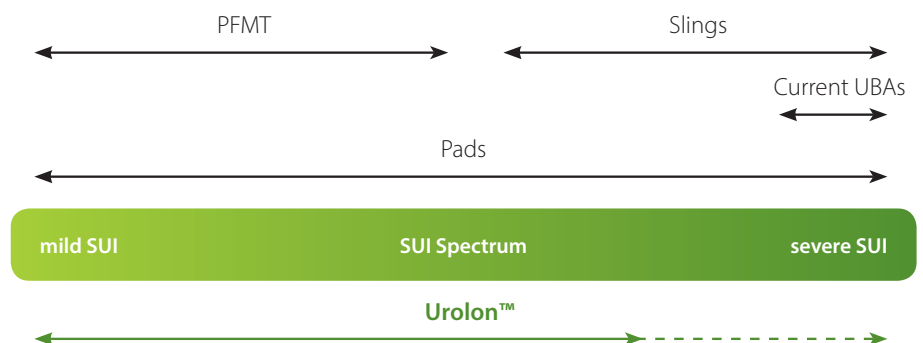 PFMT
Slings
Current UBAs
Pads
mild SUI
SUI Spectrum
severe SUI
Urolon™